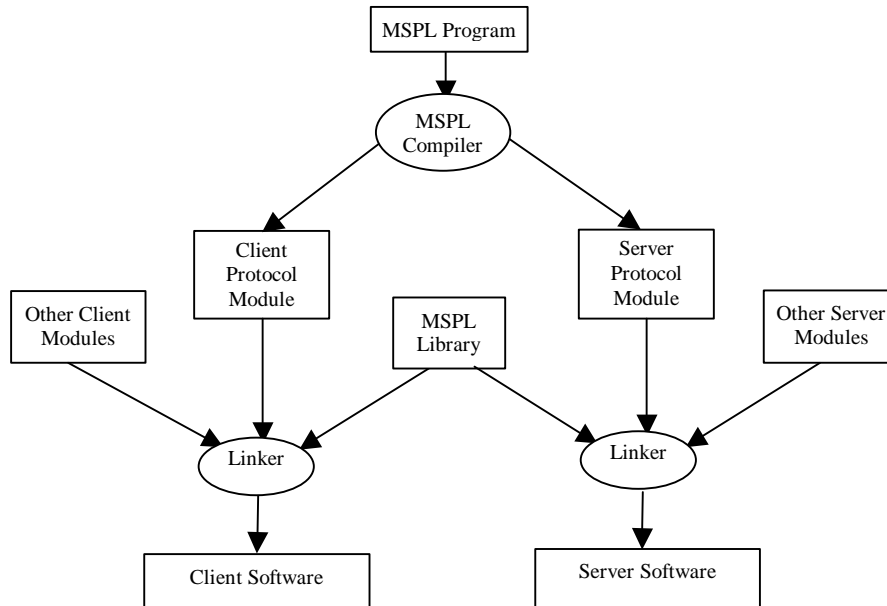 MSPL Program
MSPL
Compiler
Client
Protocol
Module
Server
Protocol
Module
Other Client
Modules
MSPL
Library
Other Server
Modules
Linker
Linker
Client Software
Server Software